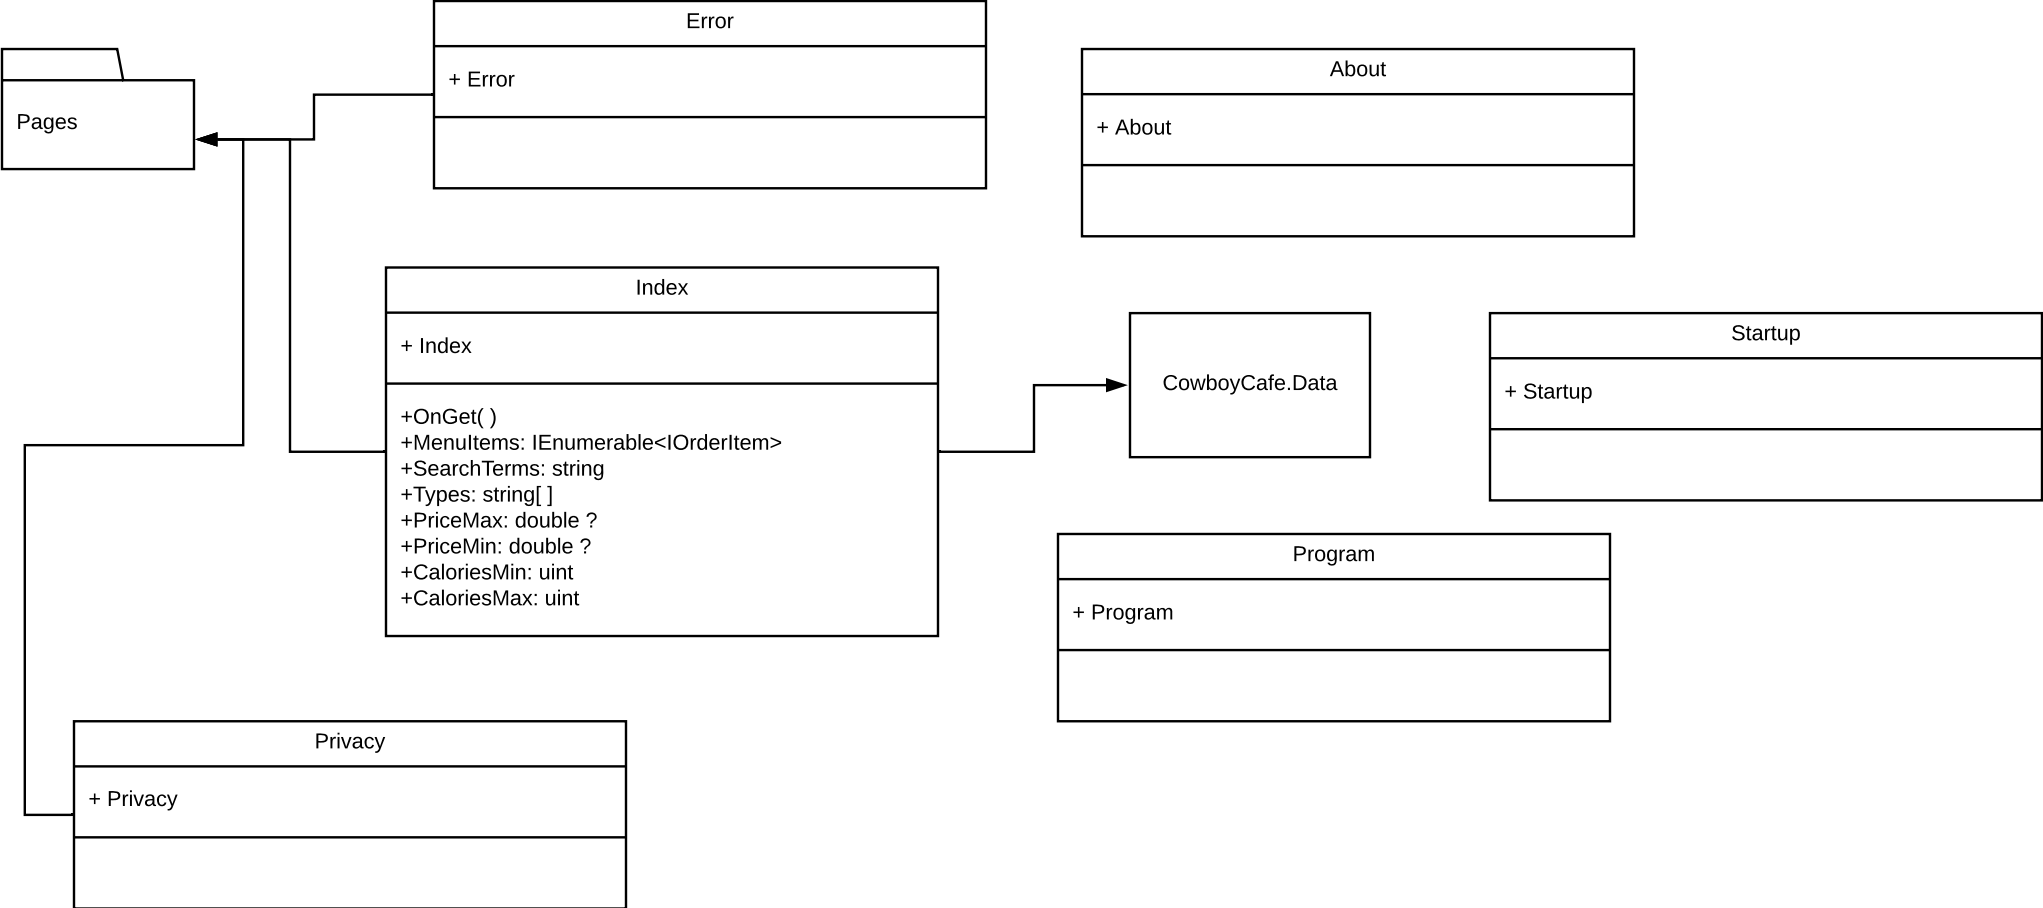 Error
+ Error
Pages
About
+ About
Index
+ Index
+OnGet( )
+MenuItems: IEnumerable<IOrderItem>
+SearchTerms: string
+Types: string[ ]
+PriceMax: double ?
+PriceMin: double ?
+CaloriesMin: uint
+CaloriesMax: uint
CowboyCafe.Data
Startup
+ Startup
Program
+ Program
Privacy
+ Privacy